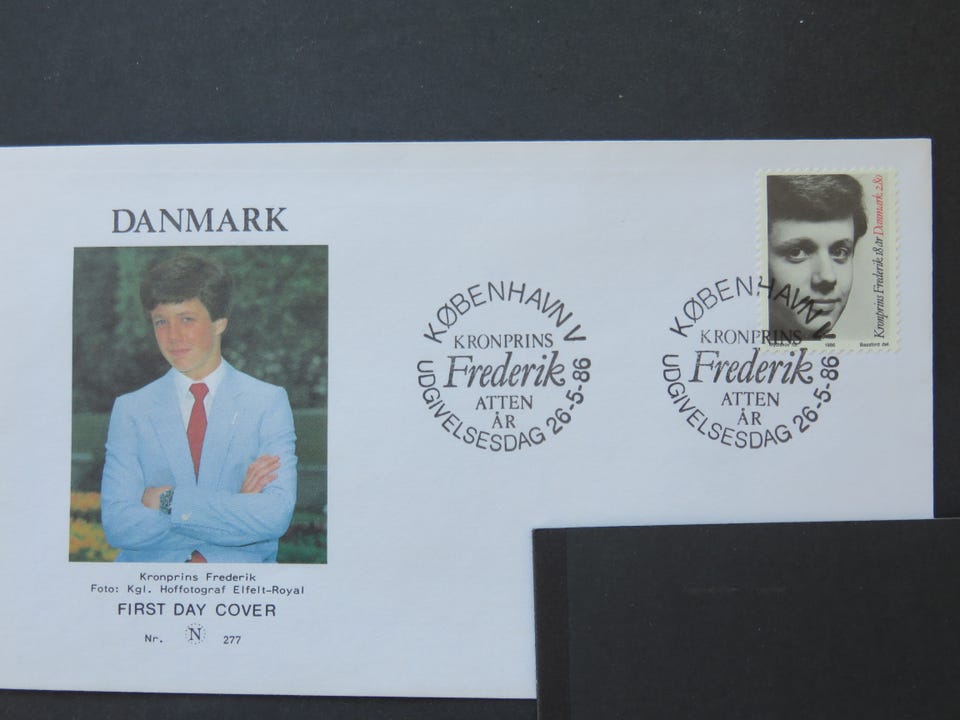 DANMARK
Kronprins Frederik
Foto: Kgl. Hoffotograf Elfelt-Royal
FIRST DAY COVER
Nr. N 277
KØBENHAVN V
KRONPRINS
Frederik
ATTEN
ÅR
UDGIVELSESDAG 26-5-86
Kronprins Frederik 18 år Danmark 2.80
1986
KØBENHAVN V
KRONPRINS
Frederik
ATTEN
ÅR
UDGIVELSESDAG 26-5-86